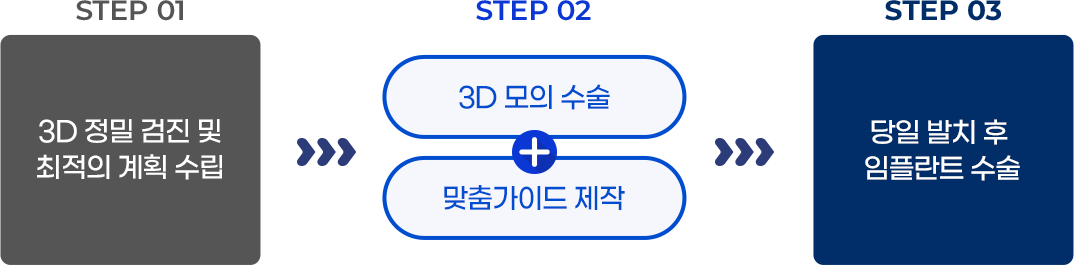 STEP 01
3D 정밀 검진 및
최적의 계획 수립
STEP 02
3D 모의 수술
+
맞춤가이드 제작
STEP 03
당일 발치 후
임플란트 수술